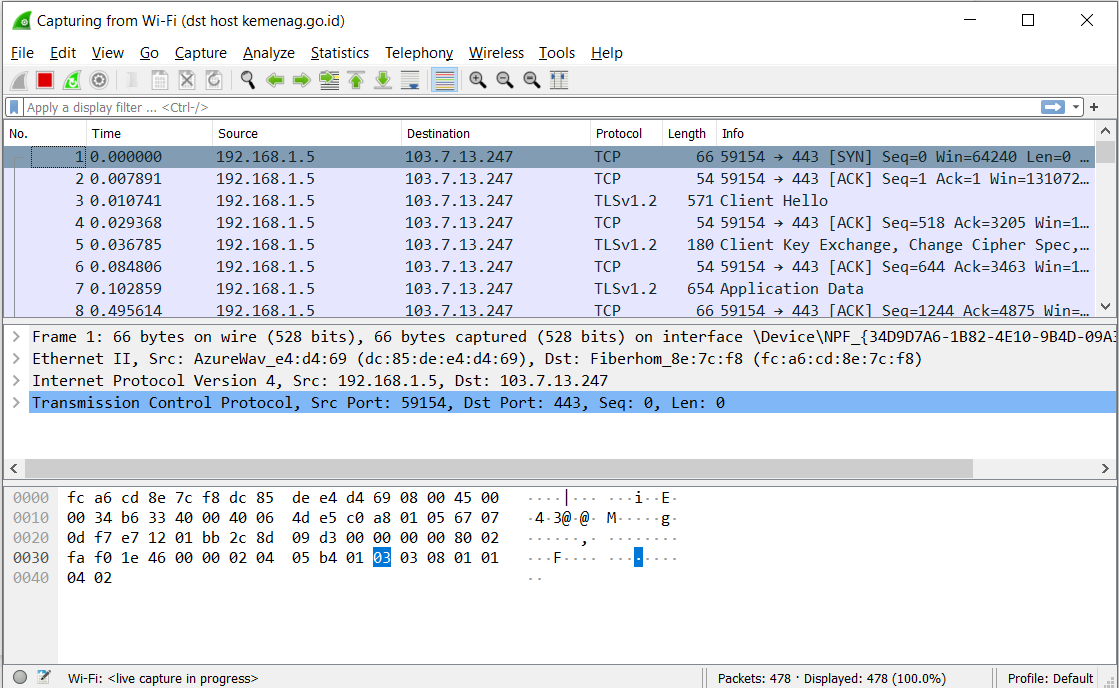 Capturing from Wi-Fi (dst host kemenag.go.id)
File Edit View Go Capture Analyze Statistics Telephony Wireless Tools Help
Apply a display filter ... <Ctrl-/>
No. Time Source Destination Protocol Length Info
1 0.000000 192.168.1.5 103.7.13.247 TCP 66 59154 → 443 [SYN] Seq=0 Win=64240 Len=0 …
2 0.007891 192.168.1.5 103.7.13.247 TCP 54 59154 → 443 [ACK] Seq=1 Ack=1 Win=131072…
3 0.010741 192.168.1.5 103.7.13.247 TLSv1.2 571 Client Hello
4 0.029368 192.168.1.5 103.7.13.247 TCP 54 59154 → 443 [ACK] Seq=518 Ack=3205 Win=1…
5 0.036785 192.168.1.5 103.7.13.247 TLSv1.2 180 Client Key Exchange, Change Cipher Spec,…
6 0.084806 192.168.1.5 103.7.13.247 TCP 54 59154 → 443 [ACK] Seq=644 Ack=3463 Win=1…
7 0.102859 192.168.1.5 103.7.13.247 TLSv1.2 654 Application Data
8 0.495614 192.168.1.5 103.7.13.247 TCP 66 59154 → 443 [ACK] Seq=1244 Ack=4875 Win=…
Frame 1: 66 bytes on wire (528 bits), 66 bytes captured (528 bits) on interface \Device\NPF_{34D9D7A6-1B82-4E10-9B4D-09A3
Ethernet II, Src: AzureWav_e4:d4:69 (dc:85:de:e4:d4:69), Dst: Fiberhom_8e:7c:f8 (fc:a6:cd:8e:7c:f8)
Internet Protocol Version 4, Src: 192.168.1.5, Dst: 103.7.13.247
Transmission Control Protocol, Src Port: 59154, Dst Port: 443, Seq: 0, Len: 0
0000 fc a6 cd 8e 7c f8 dc 85 de e4 d4 69 08 00 45 00 ····|··· ···i··E·
0010 00 34 b6 33 40 00 40 06 4d e5 c0 a8 01 05 67 07 ·4·3@·@· M·····g·
0020 0d f7 e7 12 01 bb 2c 8d 09 d3 00 00 00 00 80 02 ······,· ········
0030 fa f0 1e 46 00 00 02 04 05 b4 01 03 03 08 01 01 ···F···· ········
0040 04 02 ··
Wi-Fi: <live capture in progress> Packets: 478 · Displayed: 478 (100.0%) Profile: Default